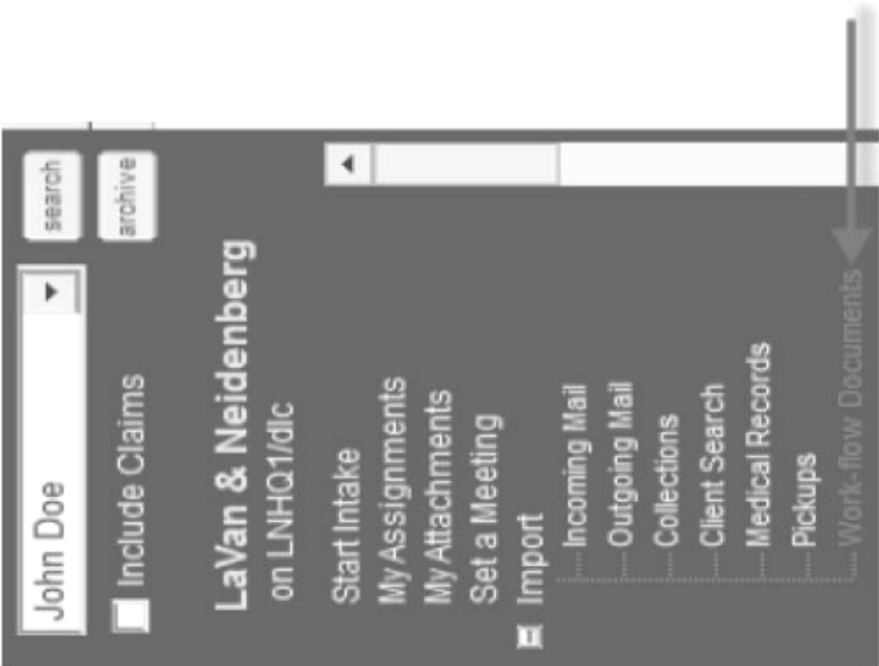 John Doe search
Include Claims archive
LaVan & Neidenberg
on LNHQ1/dlc
Start Intake
My Assignments
My Attachments
Set a Meeting
Import
Incoming Mail
Outgoing Mail
Collections
Client Search
Medical Records
Pickups
Work-flow Documents